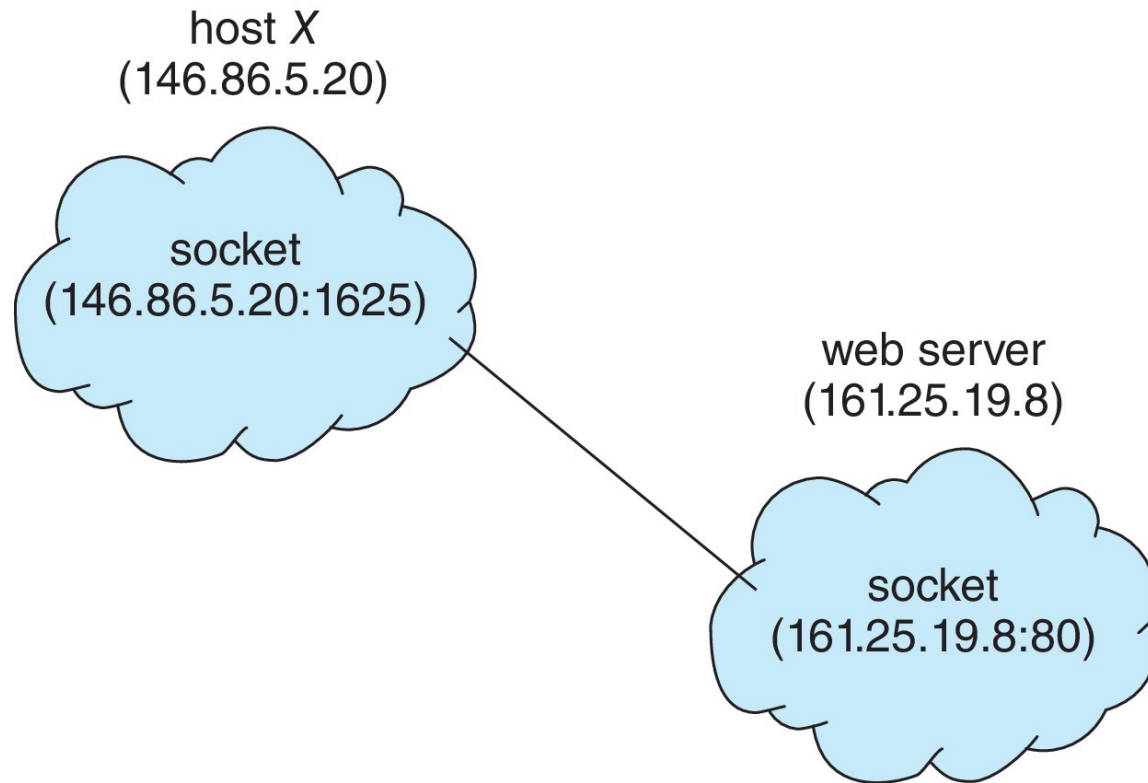 host X
(146.86.5.20)
socket
(146.86.5.20:1625)
web server
(161.25.19.8)
socket
(161.25.19.8:80)